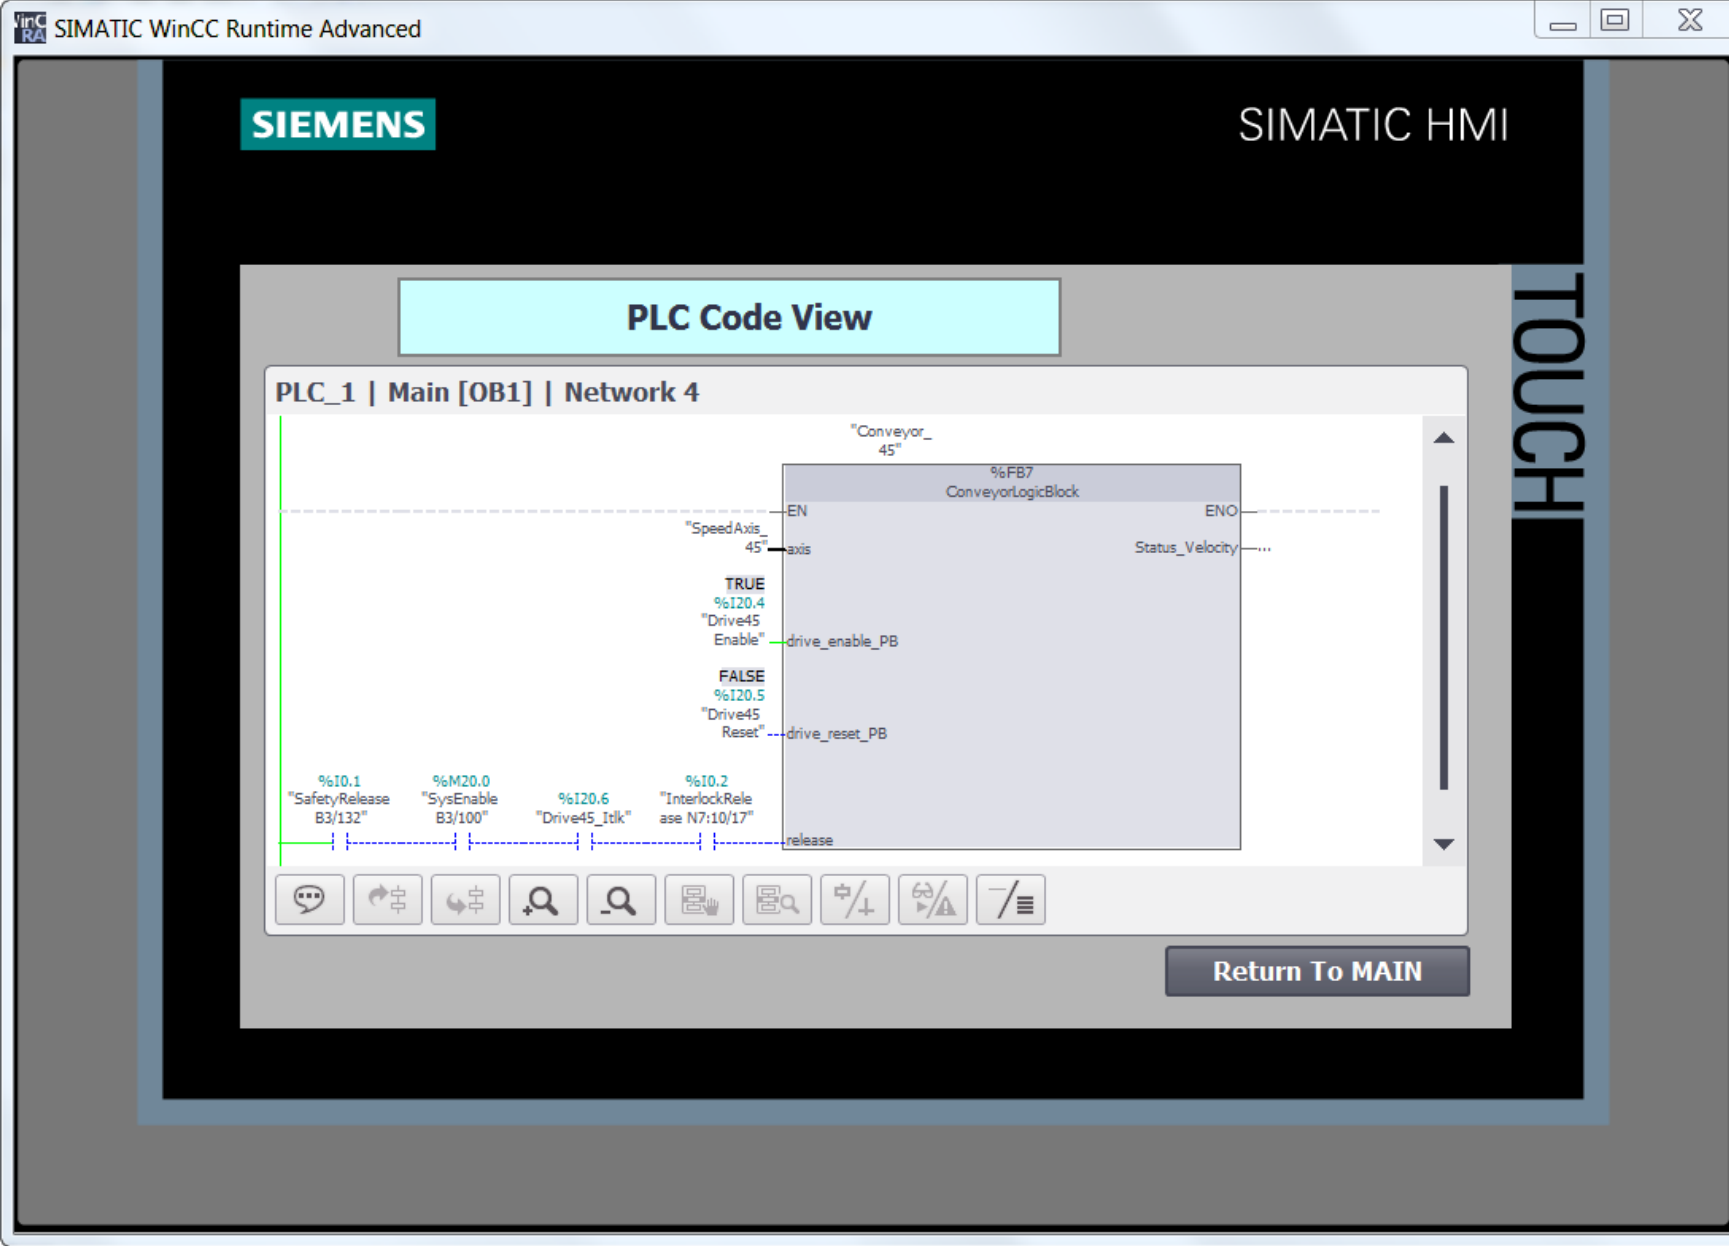 SIMATIC WinCC Runtime Advanced
SIEMENS
SIMATIC HMI
TOUCH
PLC Code View
PLC_1 | Main [OB1] | Network 4
"Conveyor_
45"
%FB7
ConveyorLogicBlock
EN
ENO
"SpeedAxis_
45"
axis
Status_Velocity
...
TRUE
%I20.4
"Drive45
Enable"
drive_enable_PB
FALSE
%I20.5
"Drive45
Reset"
drive_reset_PB
%I0.1
"SafetyRelease
B3/132"
%M20.0
"SysEnable
B3/100"
%I20.6
"Drive45_Itlk"
%I0.2
"InterlockRele
ase N7:10/17"
release
Return To MAIN